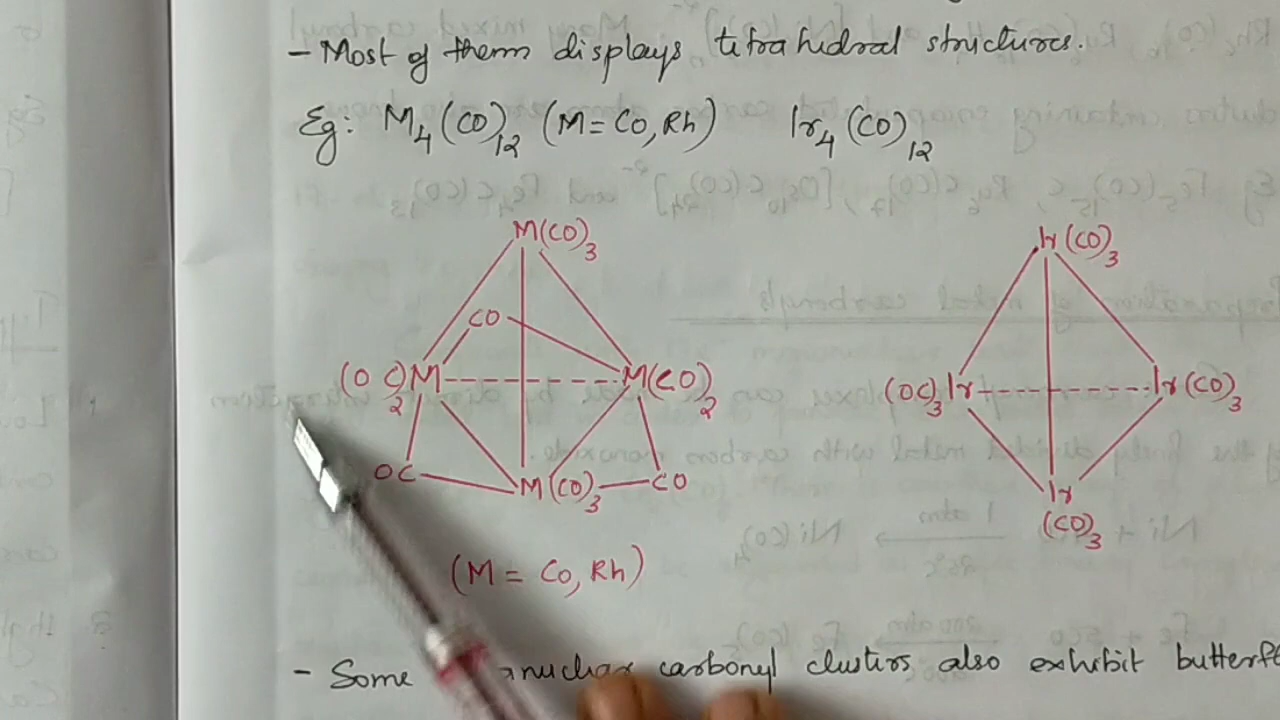 - Most of them displays tetrahedral structures.
Eg: M₄(CO)₁₂ (M = Co, Rh) Ir₄(CO)₁₂
M(CO)₃
CO
(OC)₂M M(CO)₂
OC M(CO)₃ CO
(M = Co, Rh)
Ir(CO)₃
(OC)₃Ir Ir(CO)₃
Ir
(CO)₃
- Some carbonyl clusters also exhibit